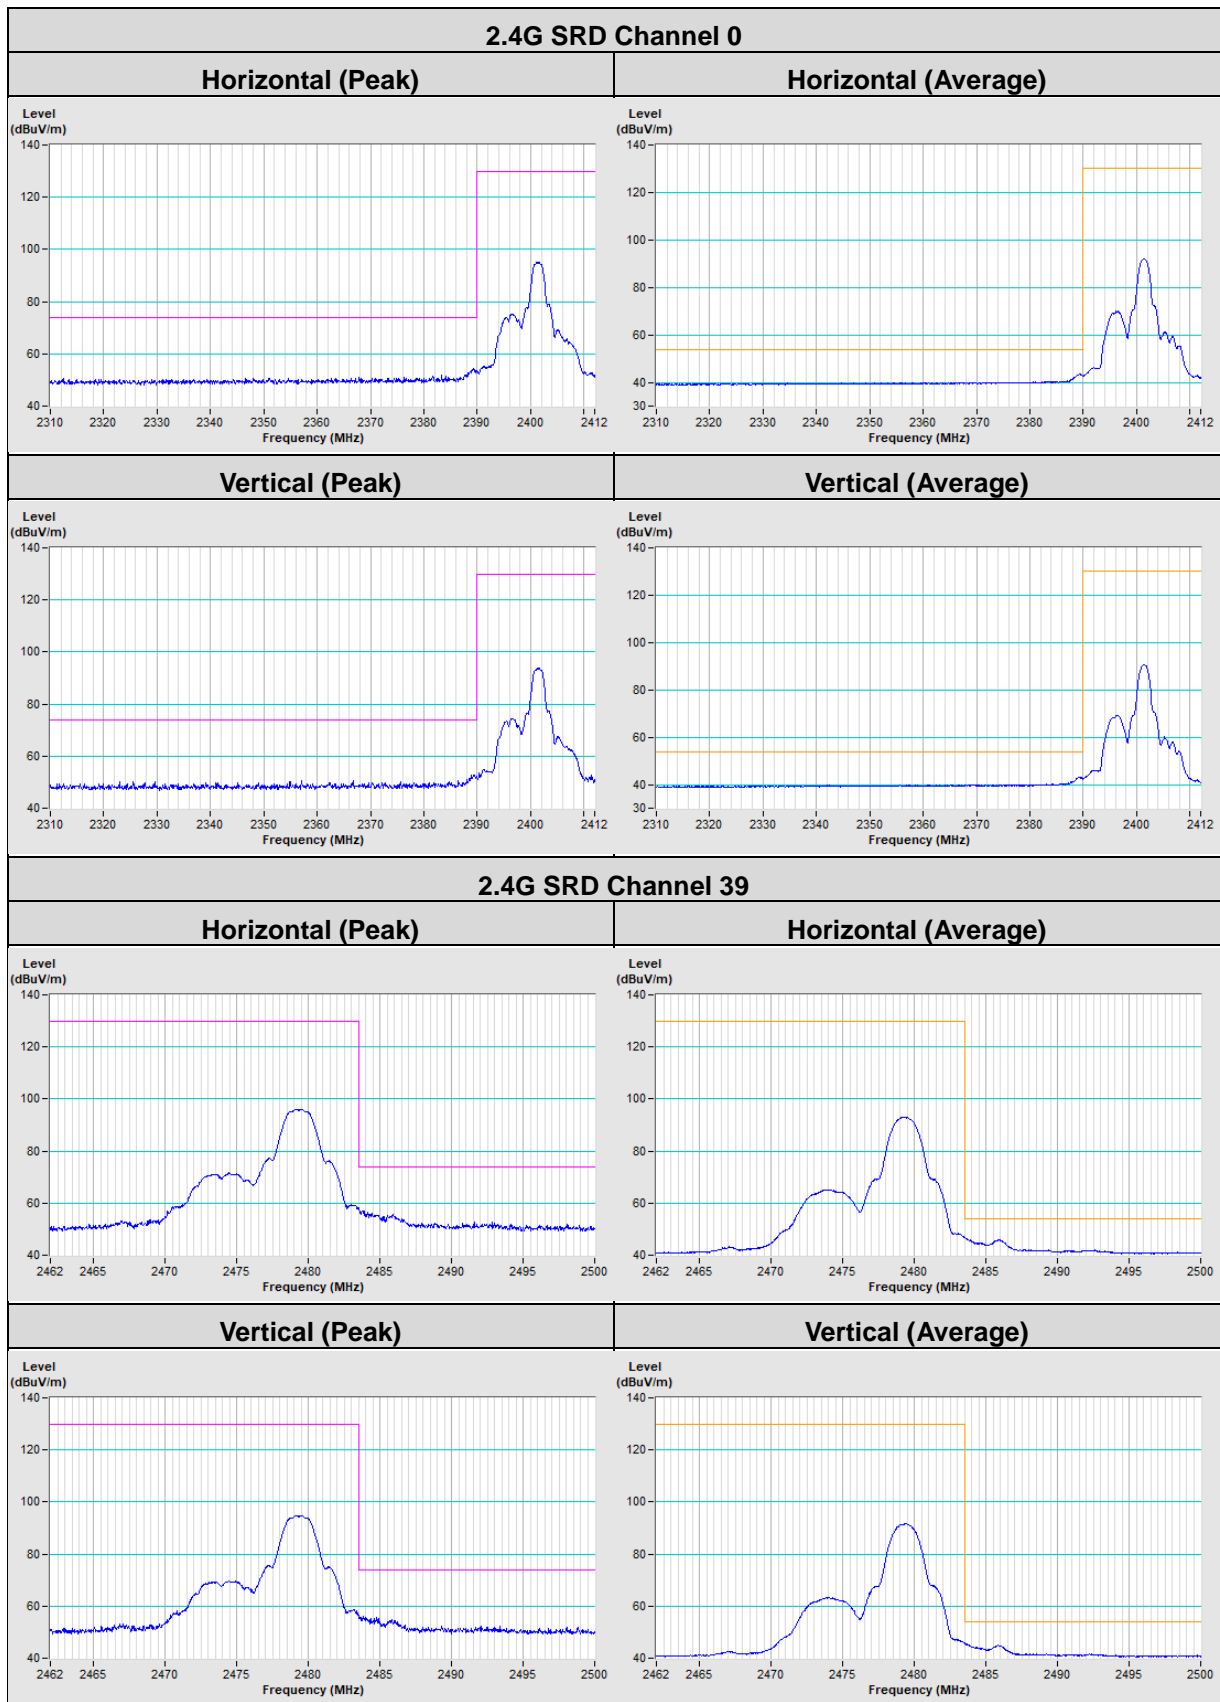 2.4G SRD Channel 0
Horizontal (Peak)
Horizontal (Average)
Level
(dBuV/m)
140
120
100
80
60
40
2310 2320 2330 2340 2350 2360 2370 2380 2390 2400 2412
Frequency (MHz)
Level
(dBuV/m)
140
120
100
80
60
40
30
2310 2320 2330 2340 2350 2360 2370 2380 2390 2400 2412
Frequency (MHz)
Vertical (Peak)
Vertical (Average)
Level
(dBuV/m)
140
120
100
80
60
40
2310 2320 2330 2340 2350 2360 2370 2380 2390 2400 2412
Frequency (MHz)
Level
(dBuV/m)
140
120
100
80
60
40
30
2310 2320 2330 2340 2350 2360 2370 2380 2390 2400 2412
Frequency (MHz)
2.4G SRD Channel 39
Horizontal (Peak)
Horizontal (Average)
Level
(dBuV/m)
140
120
100
80
60
40
2462 2465 2470 2475 2480 2485 2490 2495 2500
Frequency (MHz)
Level
(dBuV/m)
140
120
100
80
60
40
2462 2465 2470 2475 2480 2485 2490 2495 2500
Frequency (MHz)
Vertical (Peak)
Vertical (Average)
Level
(dBuV/m)
140
120
100
80
60
40
2462 2465 2470 2475 2480 2485 2490 2495 2500
Frequency (MHz)
Level
(dBuV/m)
140
120
100
80
60
40
2462 2465 2470 2475 2480 2485 2490 2495 2500
Frequency (MHz)